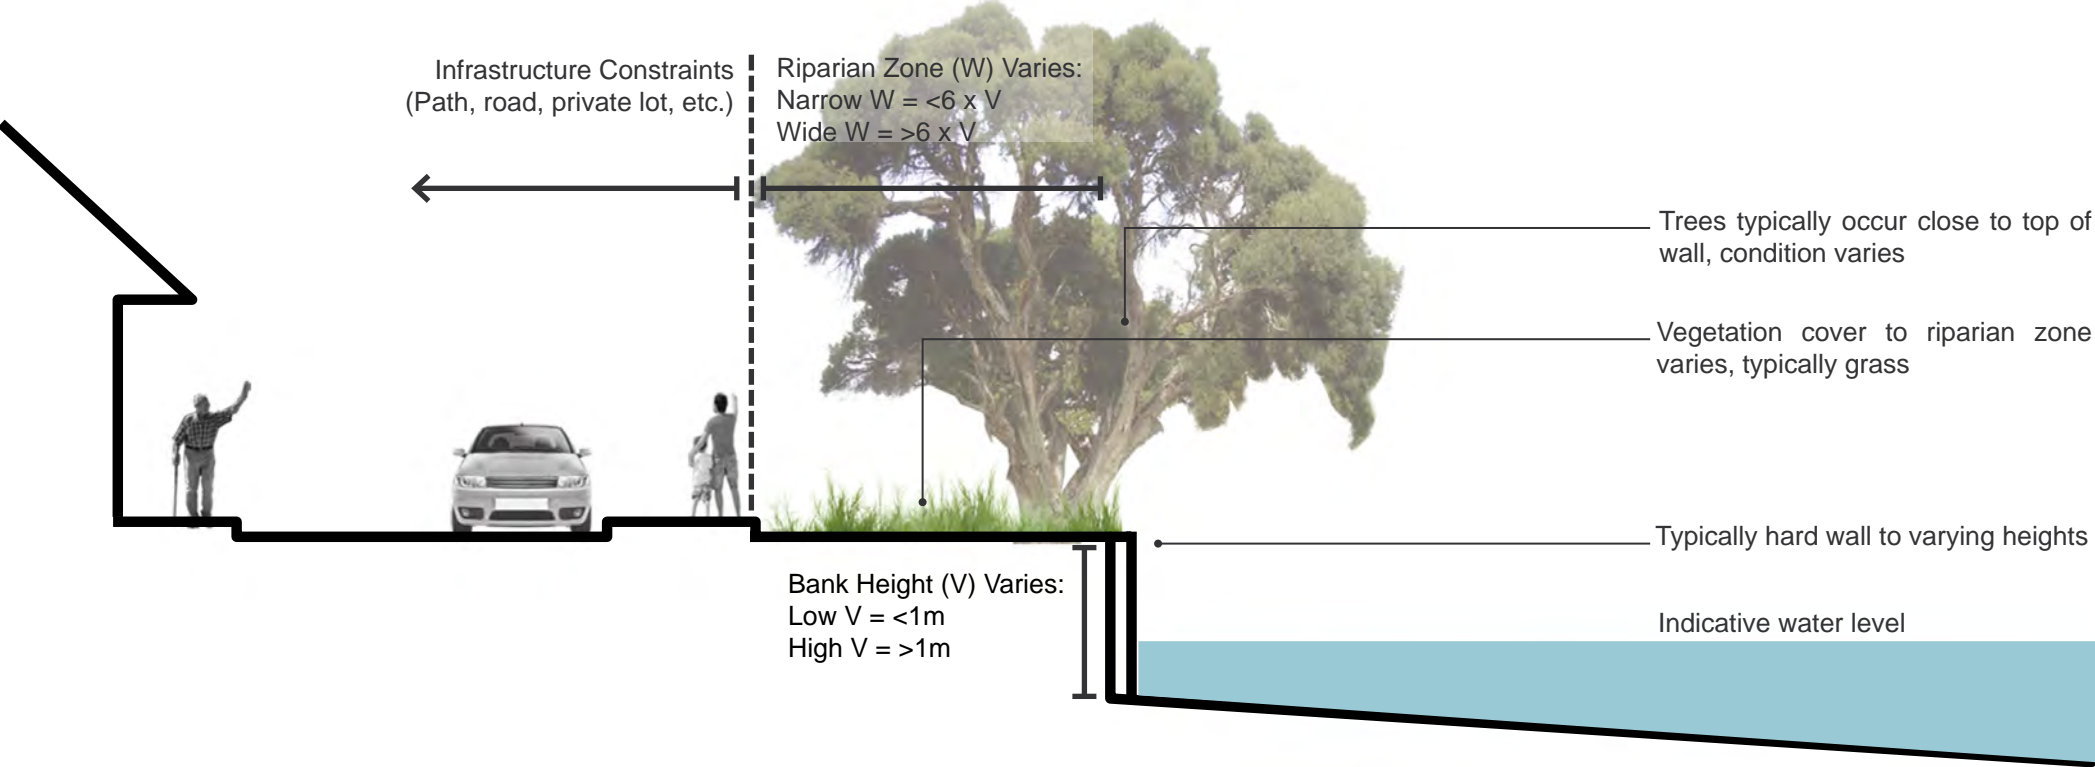 Infrastructure Constraints
(Path, road, private lot, etc.)
Riparian Zone (W) Varies:
Narrow W = <6 x V
Wide W = >6 x V
Trees typically occur close to top of
wall, condition varies
Vegetation cover to riparian zone
varies, typically grass
Typically hard wall to varying heights
Bank Height (V) Varies:
Low V = <1m
High V = >1m
Indicative water level